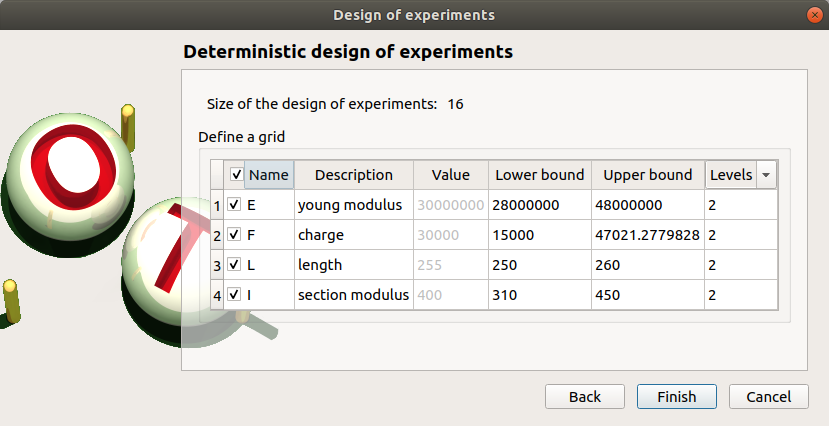 Design of experiments
Deterministic design of experiments
Size of the design of experiments: 16
Define a grid
Name Description Value Lower bound Upper bound Levels
1 E young modulus 30000000 28000000 48000000 2
2 F charge 30000 15000 47021.2779828 2
3 L length 255 250 260 2
4 I section modulus 400 310 450 2
Back Finish Cancel